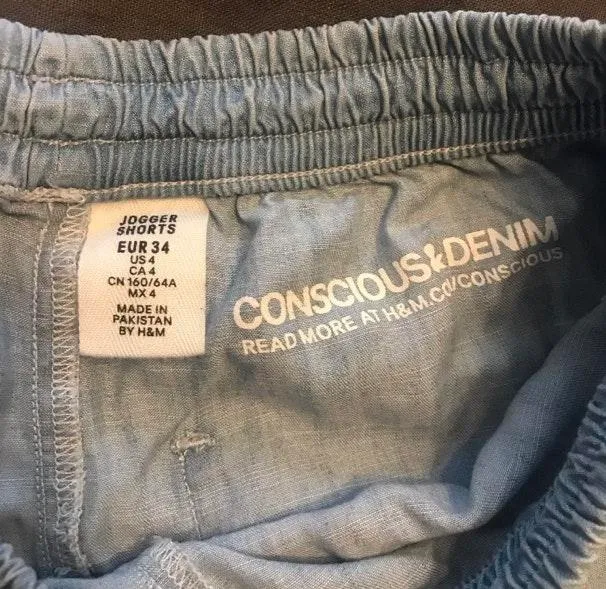 JOGGER
SHORTS
EUR 34
US 4
CA 4
CN 160/64A
MX 4
MADE IN
PAKISTAN
BY H&M
CONSCIOUS&DENIM
READ MORE AT H&M.CO/CONSCIOUS